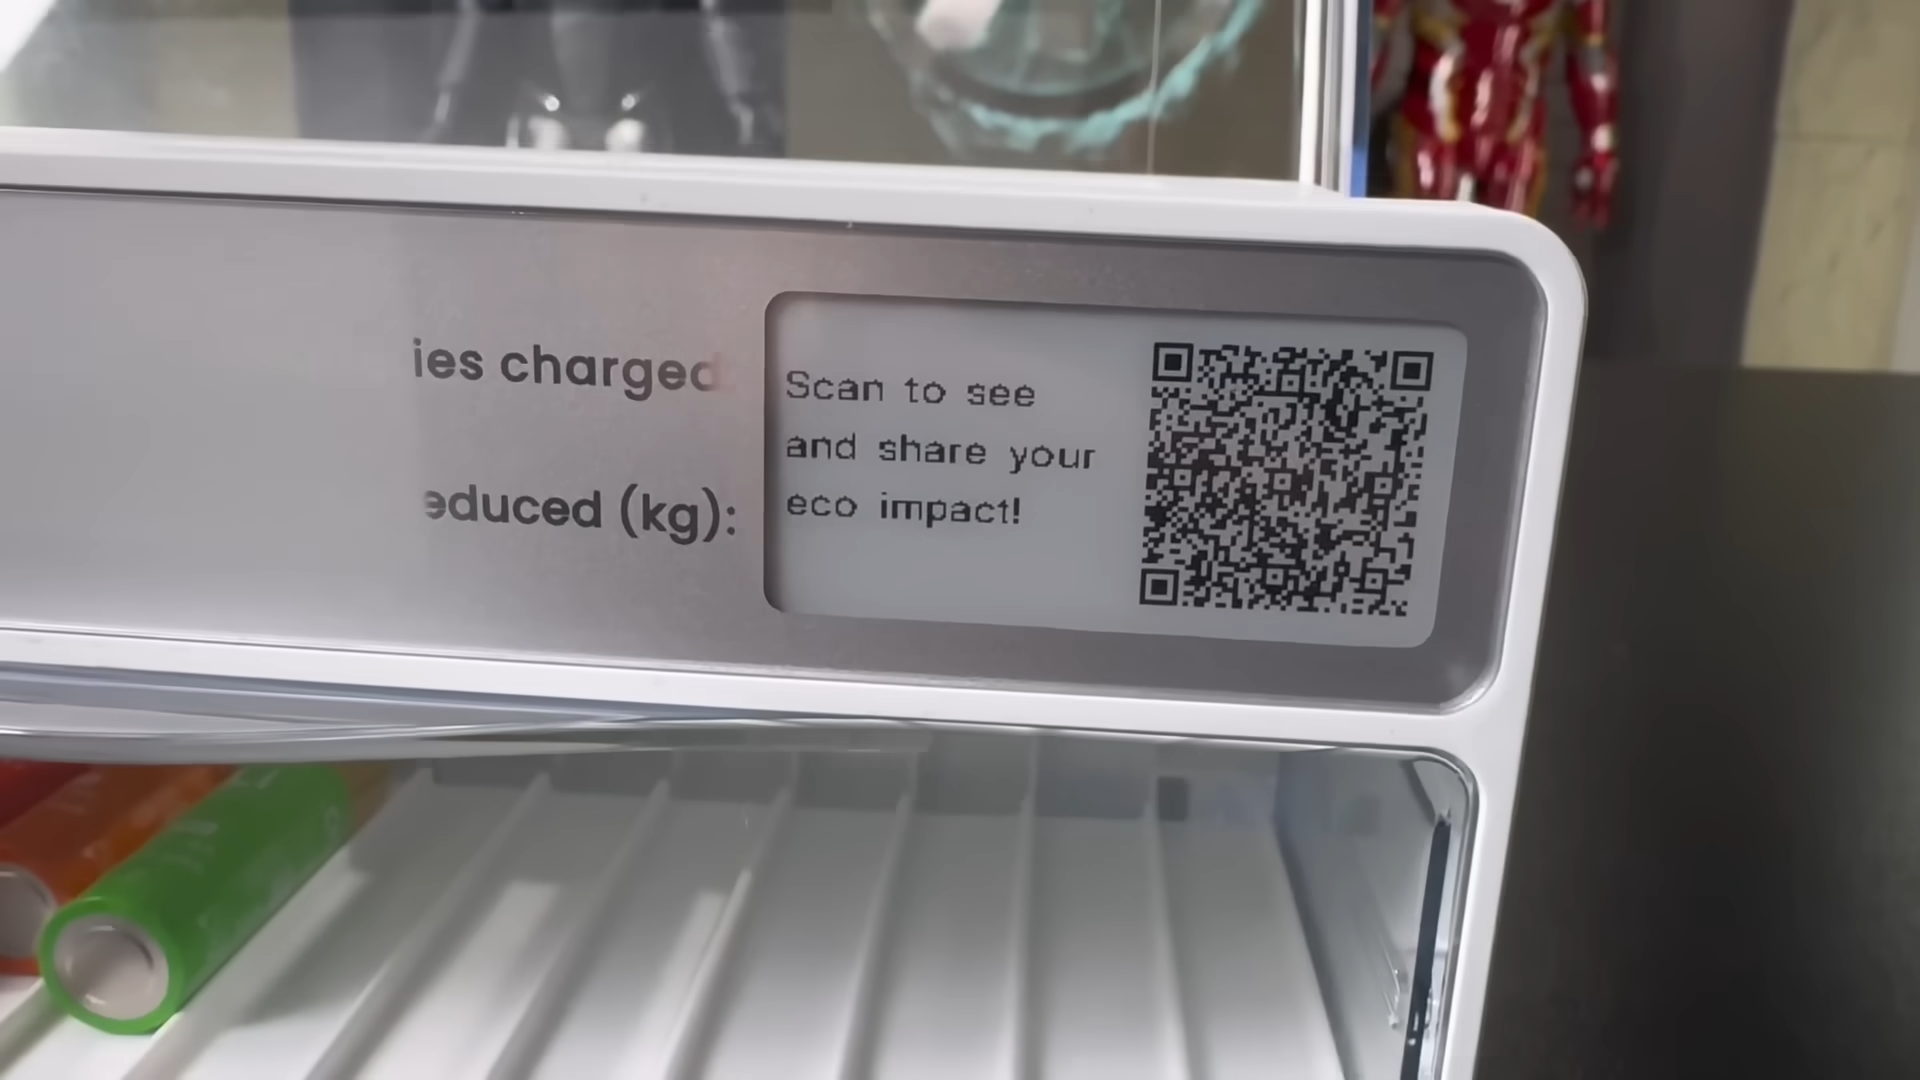 ies charged
educed (kg):
Scan to see
and share your
eco impact!